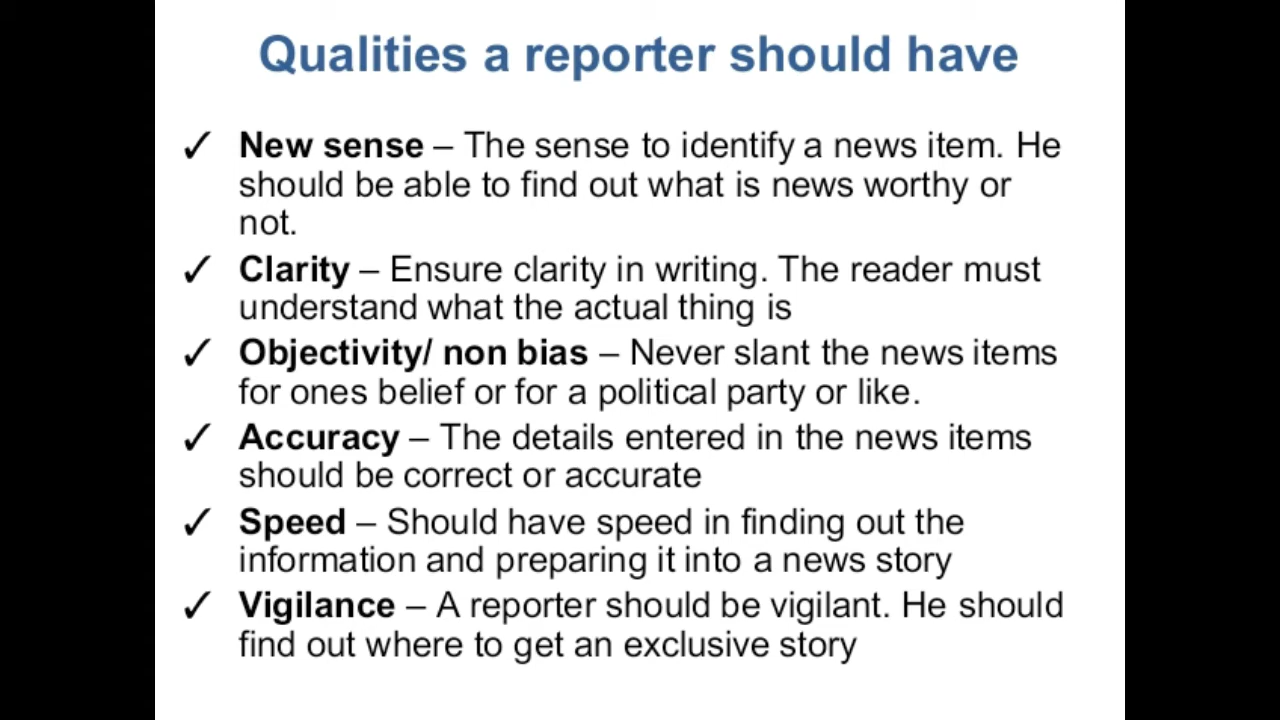 Qualities a reporter should have
✓ New sense – The sense to identify a news item. He
should be able to find out what is news worthy or
not.
✓ Clarity – Ensure clarity in writing. The reader must
understand what the actual thing is
✓ Objectivity/ non bias – Never slant the news items
for ones belief or for a political party or like.
✓ Accuracy – The details entered in the news items
should be correct or accurate
✓ Speed – Should have speed in finding out the
information and preparing it into a news story
✓ Vigilance – A reporter should be vigilant. He should
find out where to get an exclusive story